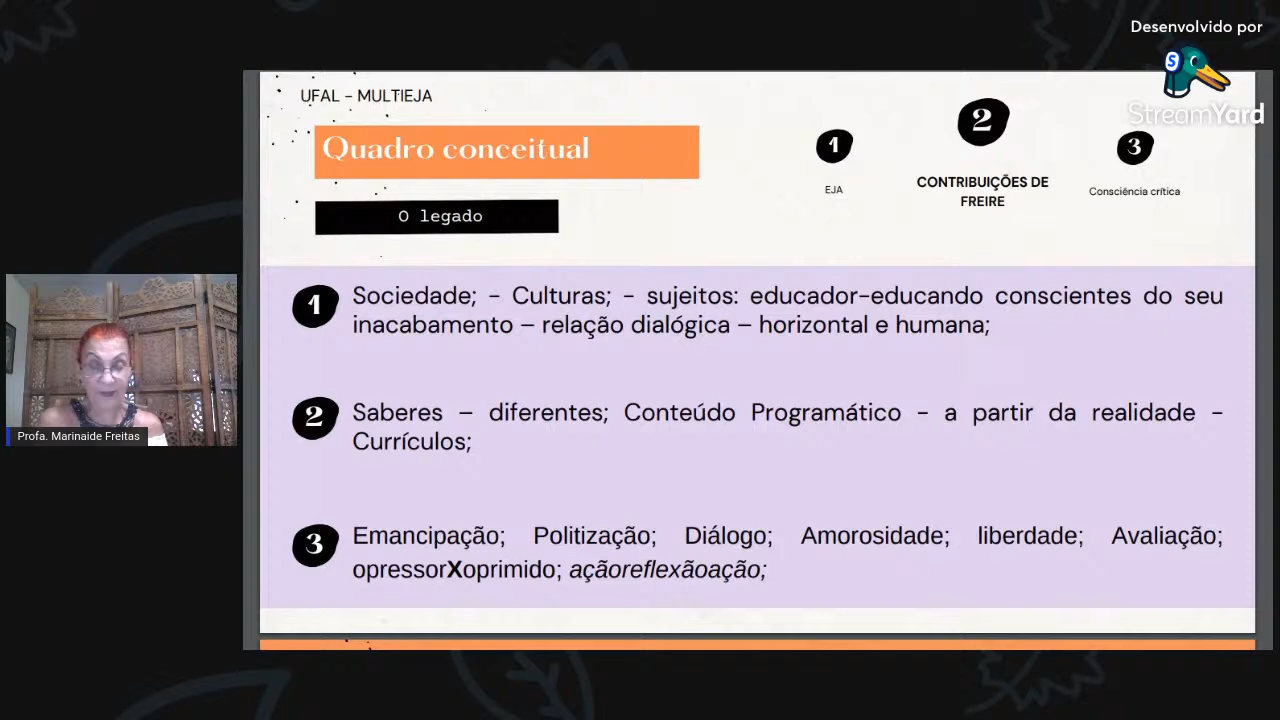 Desenvolvido por
StreamYard
UFAL - MULTIEJA
Quadro conceitual
O legado
1
EJA
2
CONTRIBUIÇÕES DE
FREIRE
3
Consciência crítica
1
Sociedade; - Culturas; - sujeitos: educador-educando conscientes do seu
inacabamento – relação dialógica – horizontal e humana;
2
Saberes – diferentes; Conteúdo Programático - a partir da realidade -
Currículos;
3
Emancipação; Politização; Diálogo; Amorosidade; liberdade; Avaliação;
opressorXoprimido; açãoreflexãoação;
Profa. Marinaide Freitas